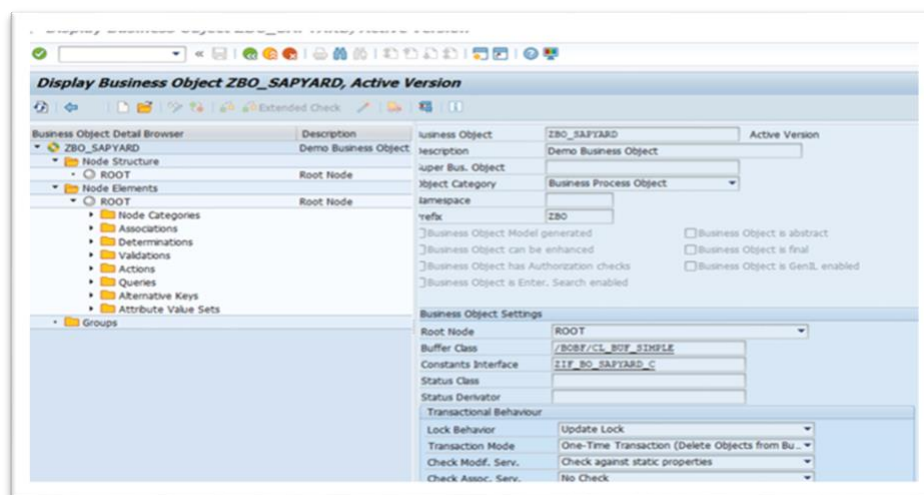 Display Business Object ZBO_SAPYARD, Active Version
Extended Check
Business Object Detail Browser Description
ZBO_SAPYARD Demo Business Object
Node Structure
ROOT Root Node
Node Elements
ROOT Root Node
Node Categories
Associations
Determinations
Validations
Actions
Queries
Alternative Keys
Attribute Value Sets
Groups
usiness Object ZBO_SAPYARD Active Version
escription Demo Business Object
uper Bus. Object
bject Category Business Process Object
amespace
refix ZBO
Business Object Model generated Business Object is abstract
Business Object can be enhanced Business Object is final
Business Object has Authorization checks Business Object is GenIL enabled
Business Object is Enter. Search enabled
Business Object Settings
Root Node ROOT
Buffer Class /BOBF/CL_BUF_SIMPLE
Constants Interface ZIF_BO_SAPYARD_C
Status Class
Status Derivator
Transactional Behaviour
Lock Behavior Update Lock
Transaction Mode One-Time Transaction (Delete Objects from Bu..
Check Modif. Serv. Check against static properties
Check Assoc. Serv. No Check